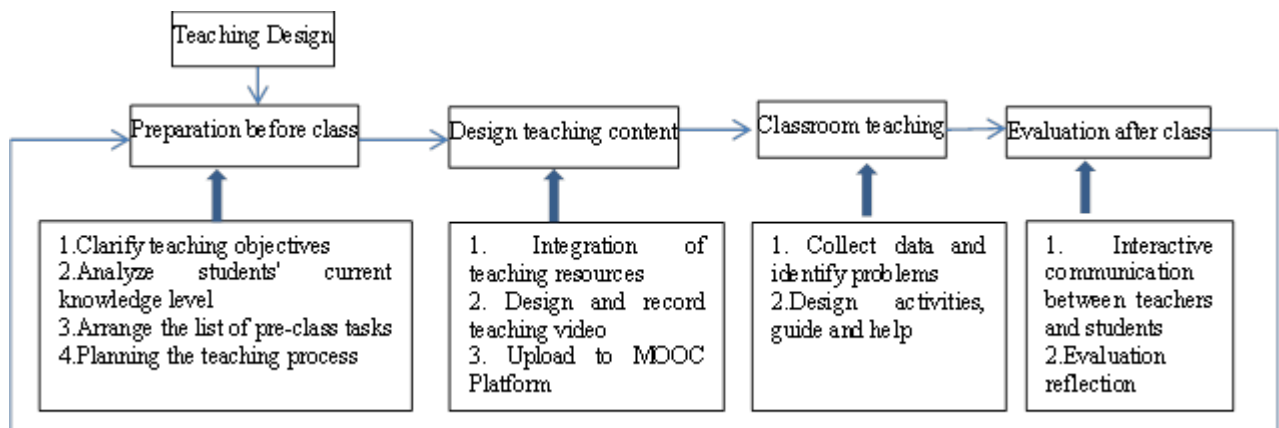 Teaching Design
Preparation before class
Design teaching content
Classroom teaching
Evaluation after class
1.Clarify teaching objectives
2.Analyze students' current
knowledge level
3.Arrange the list of pre-class tasks
4.Planning the teaching process
1. Integration of
teaching resources
2. Design and record
teaching video
3. Upload to MOOC
Platform
1. Collect data and
identify problems
2.Design activities,
guide and help
1. Interactive
communication
between teachers
and students
2.Evaluation
reflection